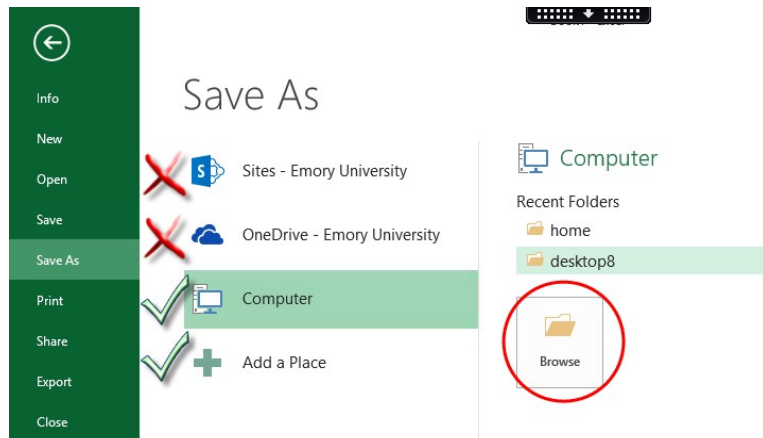 Info
New
Open
Save
Save As
Print
Share
Export
Close
Save As
S
Sites - Emory University
OneDrive - Emory University
Computer
Add a Place
Computer
Recent Folders
home
desktop8
Browse